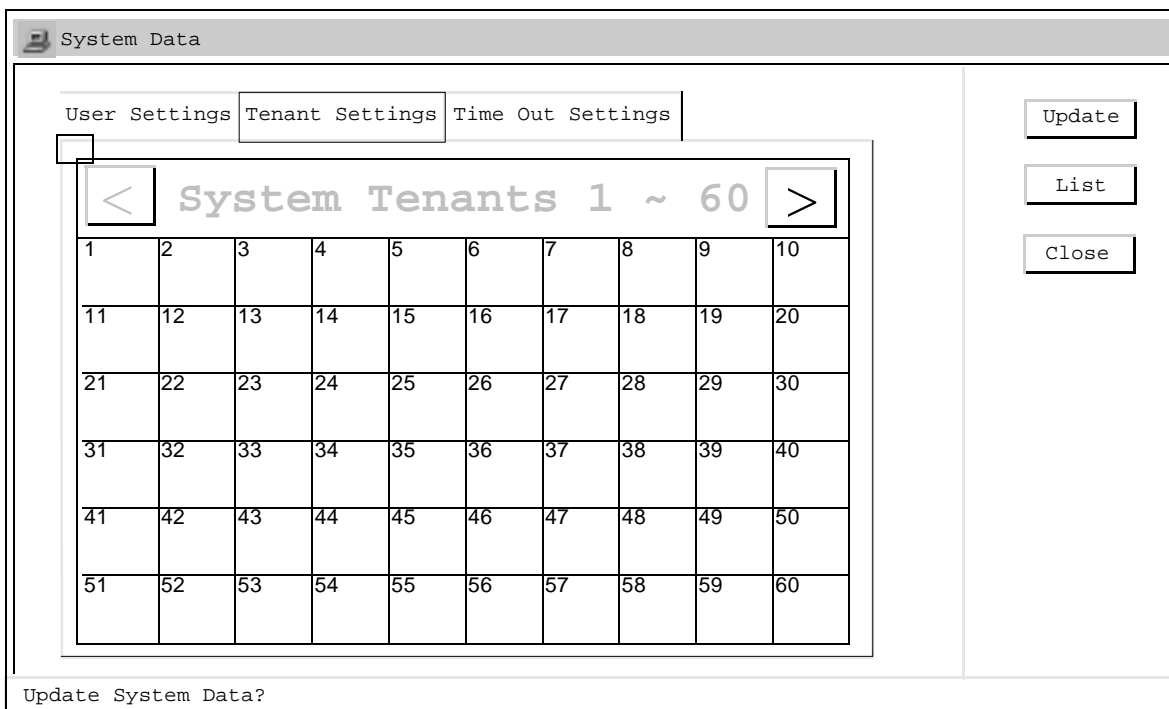 System Data
User Settings Tenant Settings Time Out Settings
Update
< System Tenants 1 ~ 60 >
List
Close
1 2 3 4 5 6 7 8 9 10
11 12 13 14 15 16 17 18 19 20
21 22 23 24 25 26 27 28 29 30
31 32 33 34 35 36 37 38 39 40
41 42 43 44 45 46 47 48 49 50
51 52 53 54 55 56 57 58 59 60
Update System Data?